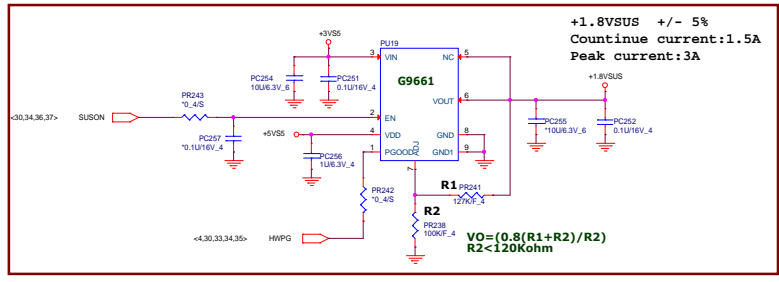 +1.8VSUS +/- 5%
Countinue current:1.5A
Peak current:3A
+3VS5
PU19
3 VIN
NC 5
G9661
PC254
10U/6.3V_6
PC251
0.1U/16V_4
+1.8VSUS
PR243
*0_4/S
VOUT 6
<30,34,36,37> SUSON
2 EN
PC255
*10U/6.3V_6
PC252
0.1U/16V_4
+5VS5
4 VDD
GND 8
PC257
*0.1U/16V_4
1 PGOOD
ADJ
GND1 9
PC256
1U/6.3V_4
7
R1 PR241
127K/F_4
PR242
*0_4/S
R2
PR238
100K/F_4
VO=(0.8(R1+R2)/R2)
R2<120Kohm
<4,30,33,34,35> HWPG